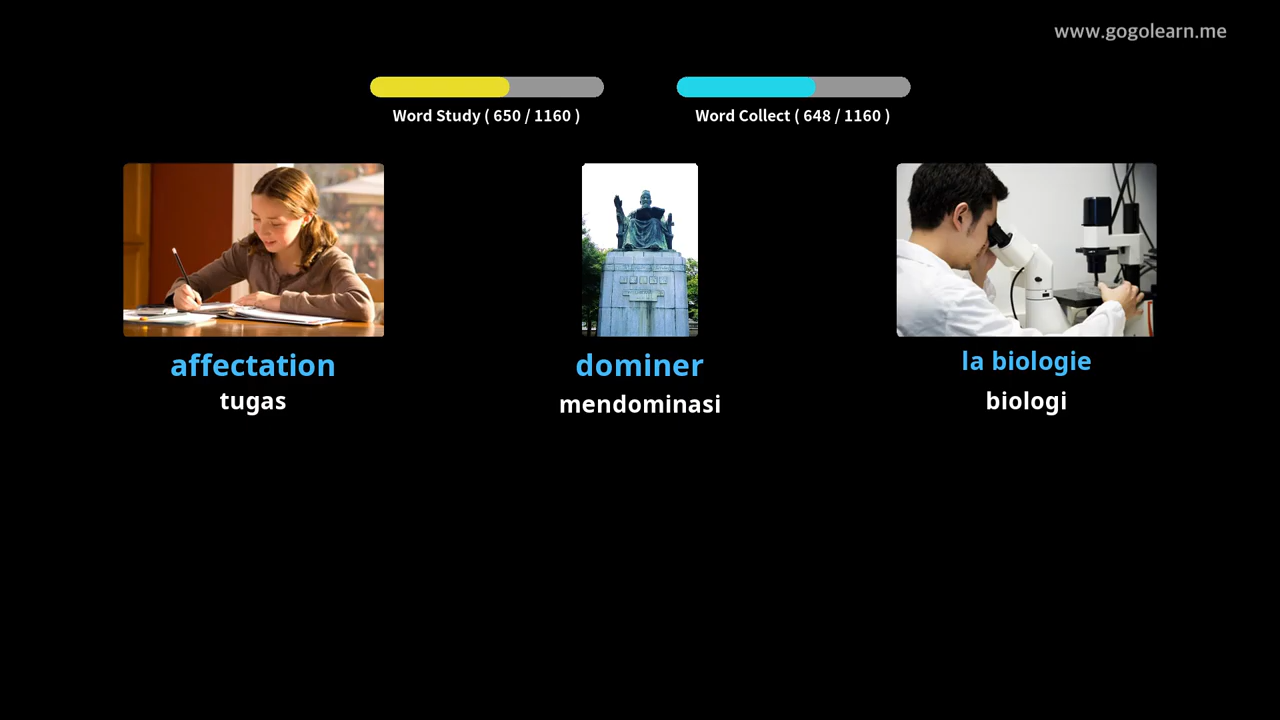 www.gogolearn.me
Word Study ( 650 / 1160 )
Word Collect ( 648 / 1160 )
affectation
dominer
la biologie
tugas
mendominasi
biologi